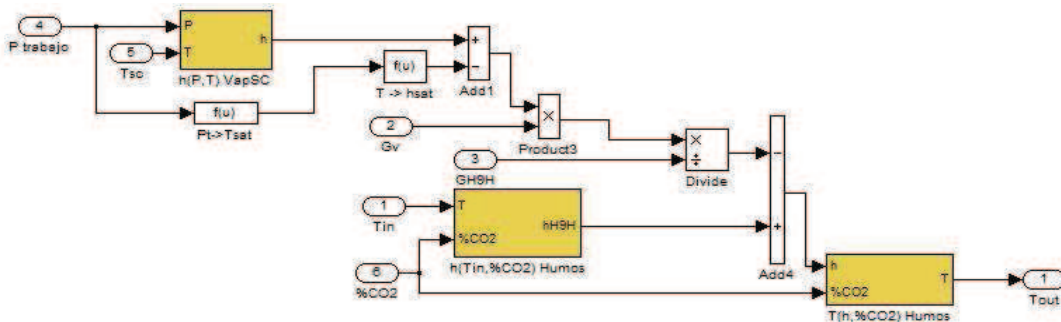 4
P trabajo
P
T
h
h(P,T) VapSC
5
Tsc
f(u)
Pt->Tsat
f(u)
T -> hsat
+
−
Add1
2
Gv
×
Product3
3
GH9H
×
÷
Divide
1
Tin
T
%CO2
hH9H
h(Tin,%CO2) Humos
6
%CO2
−
+
Add4
h
%CO2
T
T(h,%CO2) Humos
1
Tout